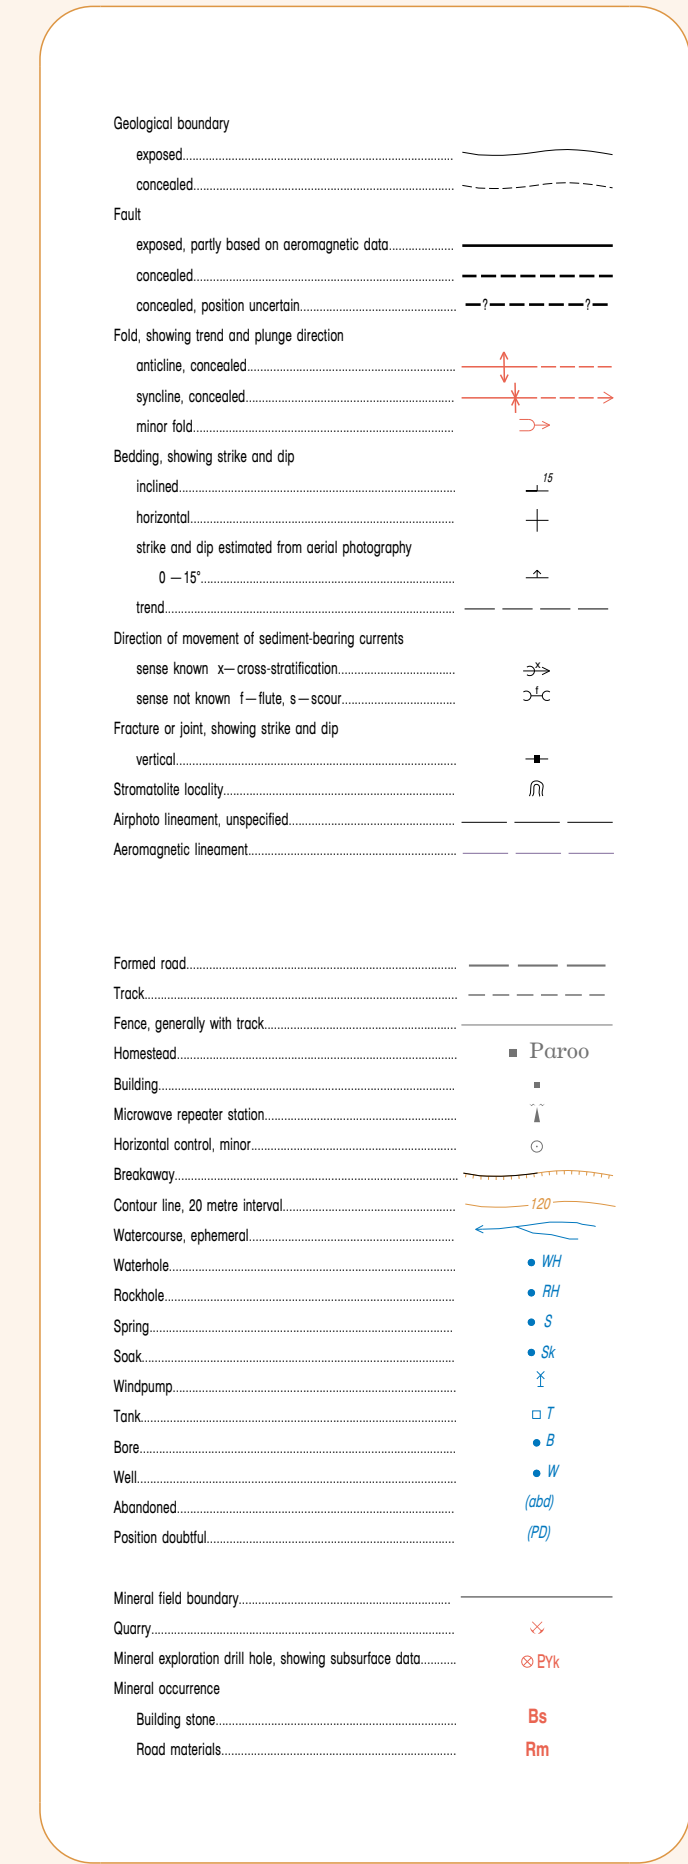 Geological boundary
exposed
concealed
Fault
exposed, partly based on aeromagnetic data
concealed
concealed, position uncertain ? ?
Fold, showing trend and plunge direction
anticline, concealed
syncline, concealed
minor fold
Bedding, showing strike and dip
inclined 15
horizontal
strike and dip estimated from aerial photography
0 — 15°
trend
Direction of movement of sediment-bearing currents
sense known x — cross-stratification x
sense not known f — flute, s — scour f
Fracture or joint, showing strike and dip
vertical
Stromatolite locality
Airphoto lineament, unspecified
Aeromagnetic lineament
Formed road
Track
Fence, generally with track
Homestead Paroo
Building
Microwave repeater station
Horizontal control, minor
Breakaway
Contour line, 20 metre interval 120
Watercourse, ephemeral
Waterhole WH
Rockhole RH
Spring S
Soak Sk
Windpump
Tank T
Bore B
Well W
Abandoned (abd)
Position doubtful (PD)
Mineral field boundary
Quarry
Mineral exploration drill hole, showing subsurface data PYk
Mineral occurrence
Building stone Bs
Road materials Rm